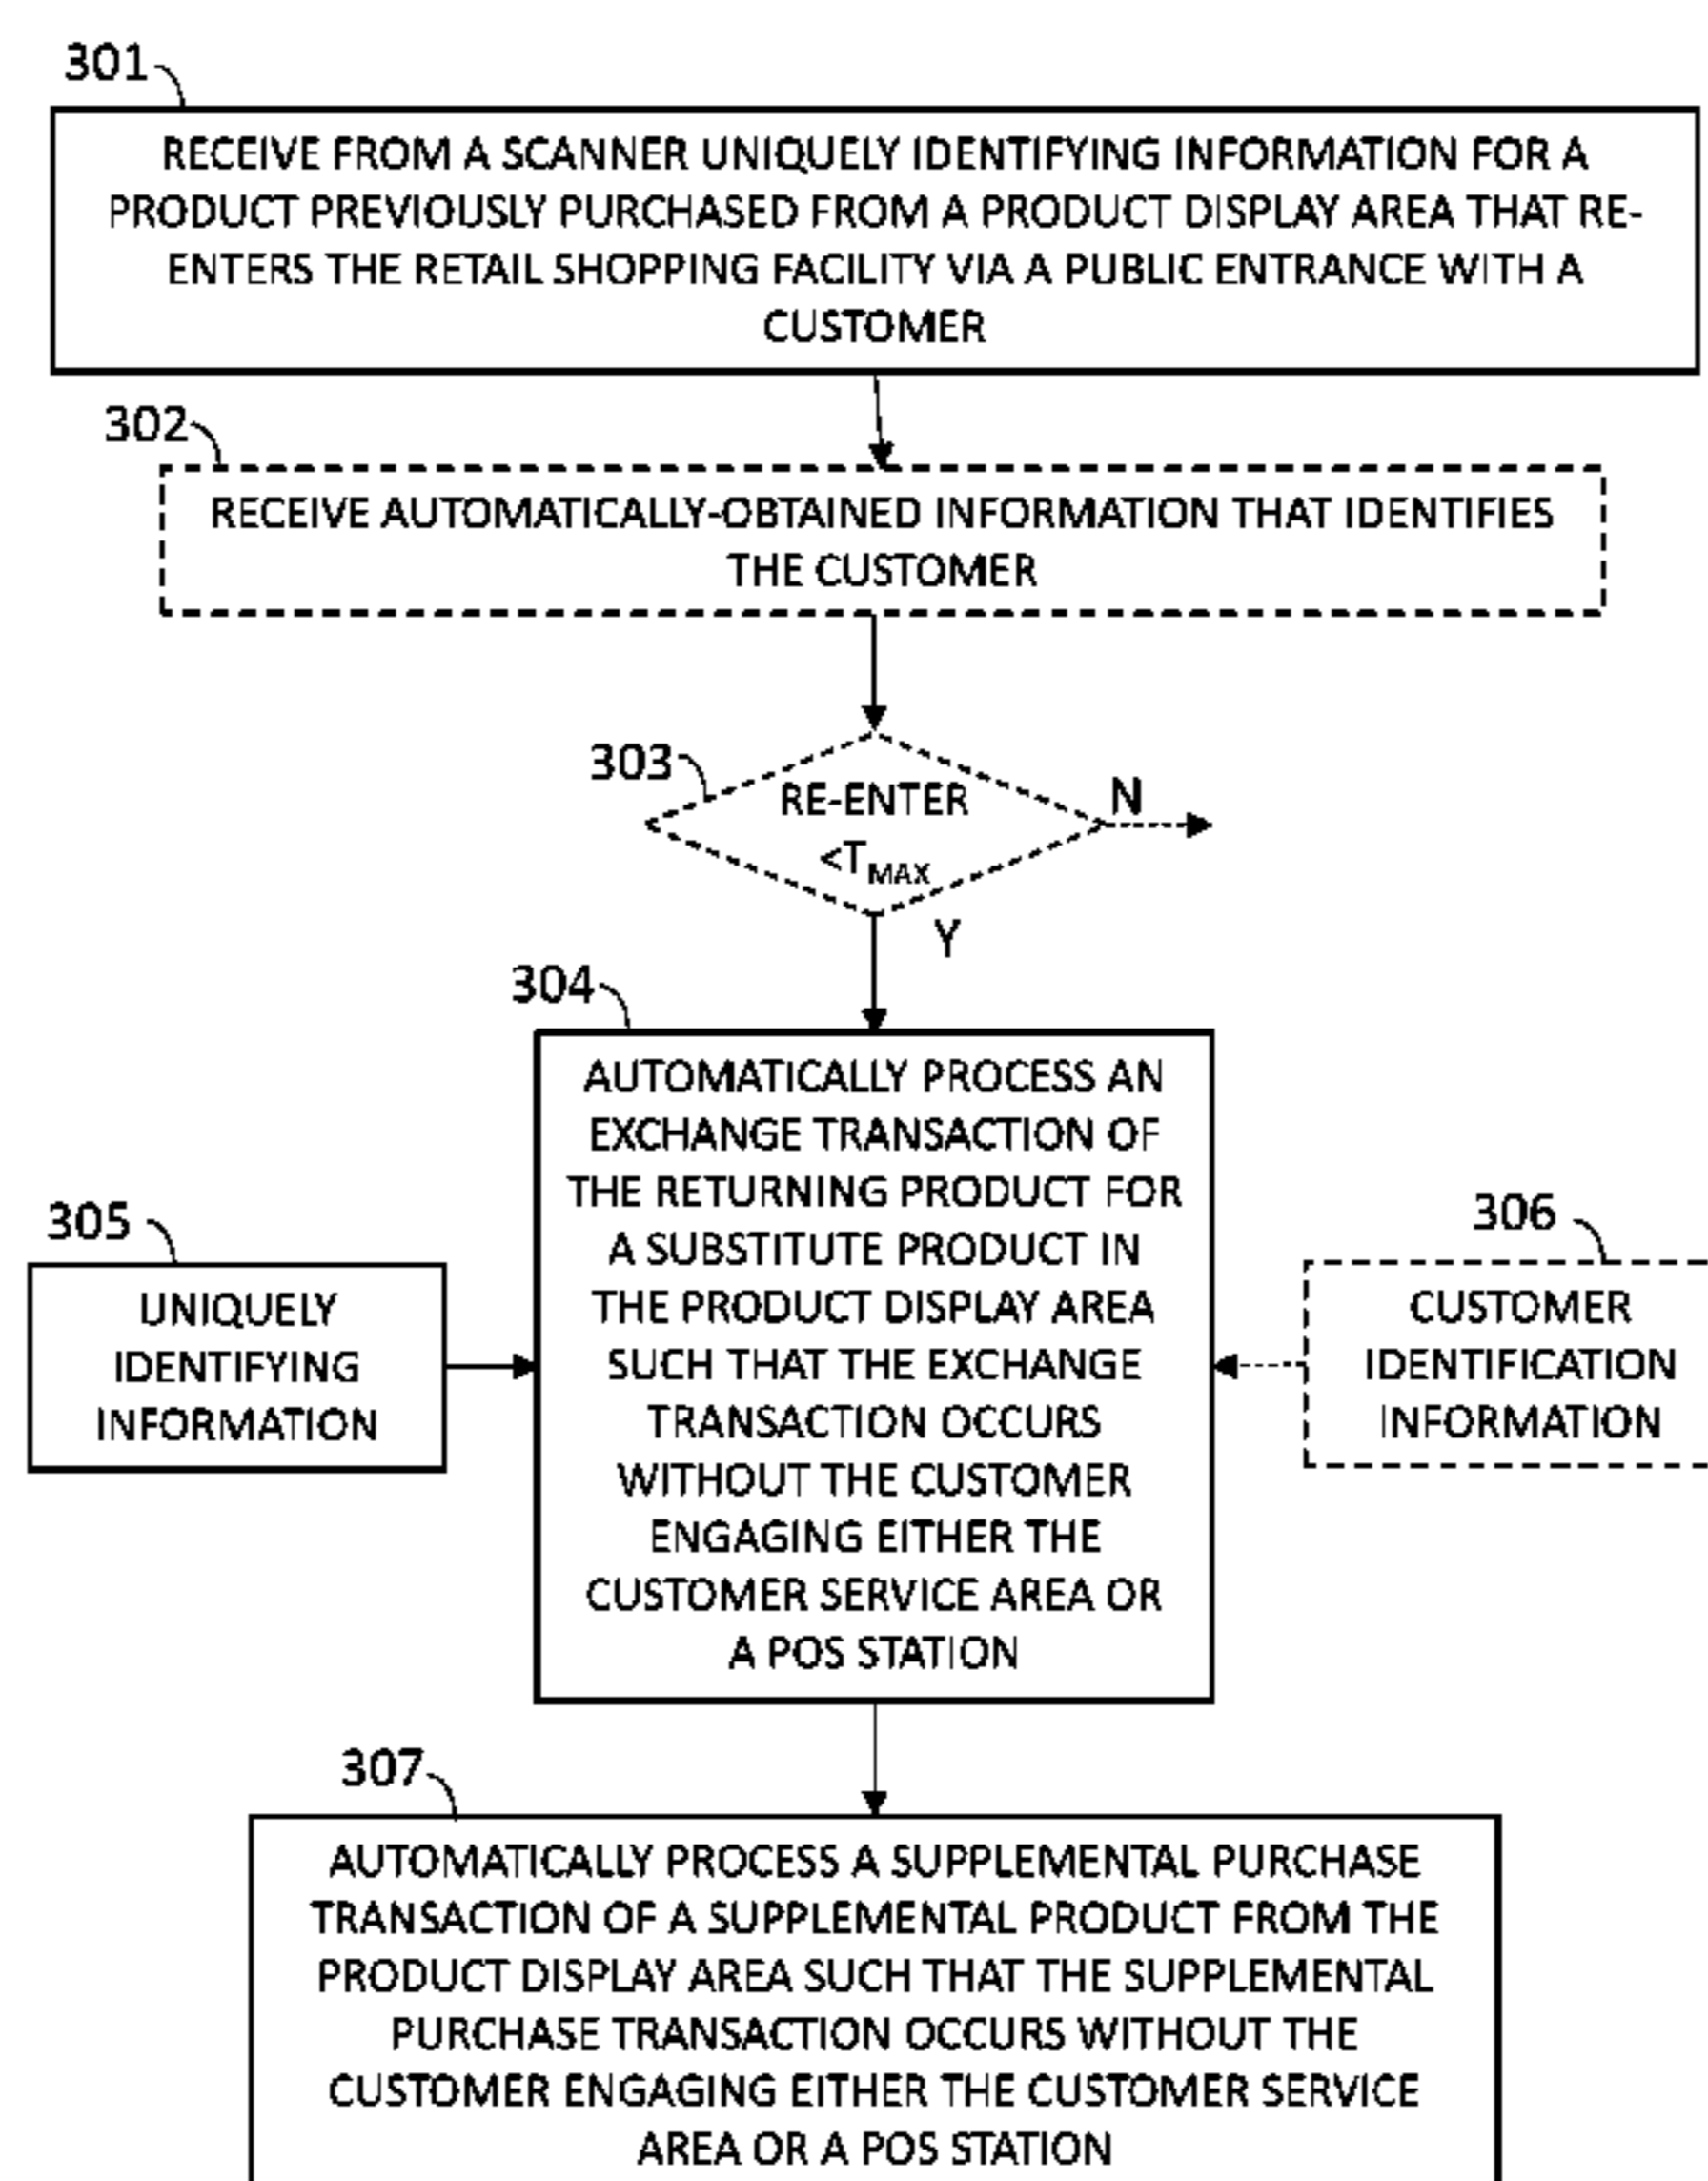 301
RECEIVE FROM A SCANNER UNIQUELY IDENTIFYING INFORMATION FOR A
PRODUCT PREVIOUSLY PURCHASED FROM A PRODUCT DISPLAY AREA THAT RE-
ENTERS THE RETAIL SHOPPING FACILITY VIA A PUBLIC ENTRANCE WITH A
CUSTOMER
302
RECEIVE AUTOMATICALLY-OBTAINED INFORMATION THAT IDENTIFIES
THE CUSTOMER
303
RE-ENTER
<TMAX
N
Y
304
AUTOMATICALLY PROCESS AN
EXCHANGE TRANSACTION OF
THE RETURNING PRODUCT FOR
A SUBSTITUTE PRODUCT IN
THE PRODUCT DISPLAY AREA
SUCH THAT THE EXCHANGE
TRANSACTION OCCURS
WITHOUT THE CUSTOMER
ENGAGING EITHER THE
CUSTOMER SERVICE AREA OR
A POS STATION
305
UNIQUELY
IDENTIFYING
INFORMATION
306
CUSTOMER
IDENTIFICATION
INFORMATION
307
AUTOMATICALLY PROCESS A SUPPLEMENTAL PURCHASE
TRANSACTION OF A SUPPLEMENTAL PRODUCT FROM THE
PRODUCT DISPLAY AREA SUCH THAT THE SUPPLEMENTAL
PURCHASE TRANSACTION OCCURS WITHOUT THE
CUSTOMER ENGAGING EITHER THE CUSTOMER SERVICE
AREA OR A POS STATION